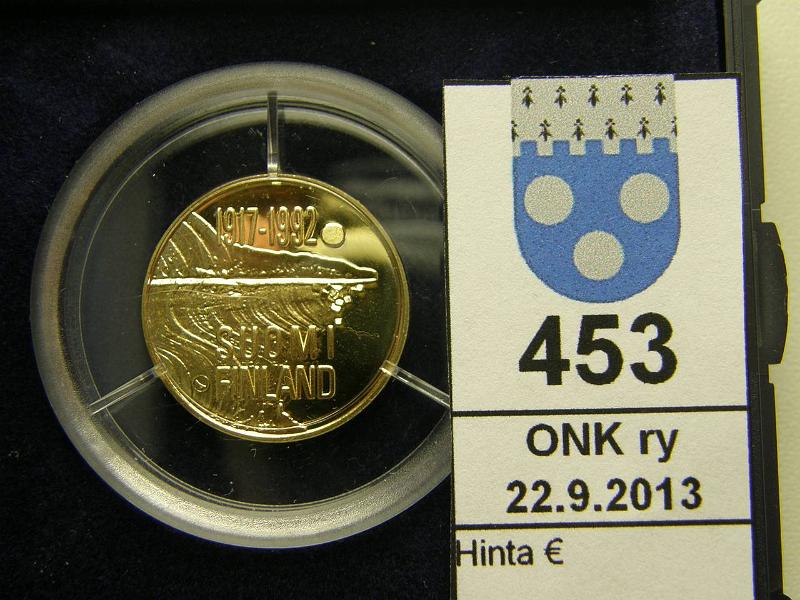 1917-1992
SUOMI
FINLAND
453
ONK ry
22.9.2013
Hinta €